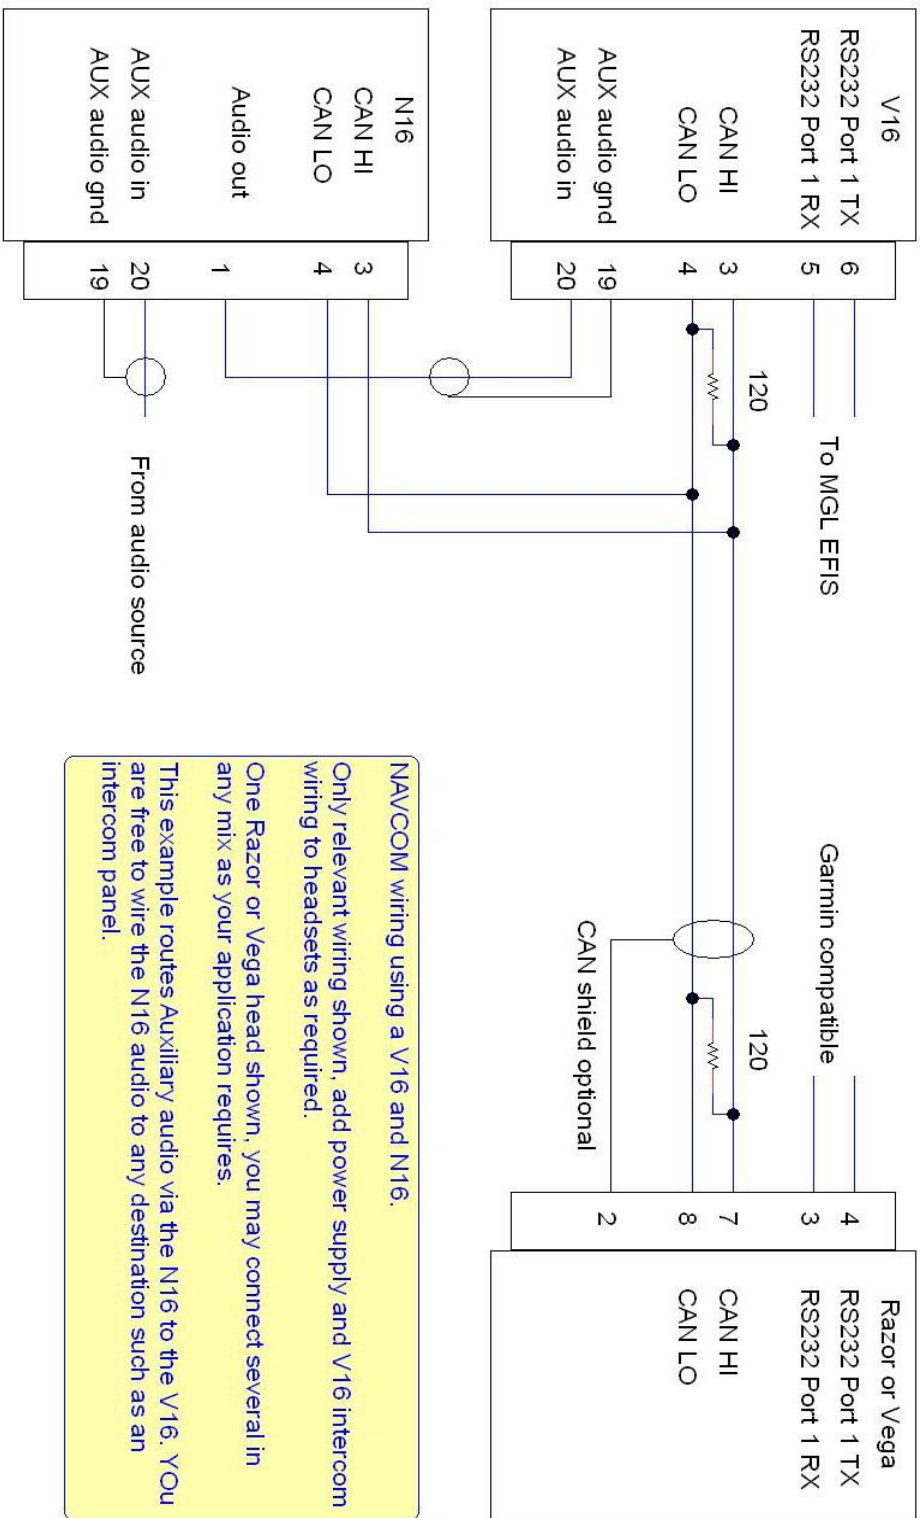 V16
RS232 Port 1 TX
RS232 Port 1 RX
CAN HI
CAN LO
AUX audio gnd
AUX audio in
6
5
3
4
19
20
120
To MGL EFIS
Garmin compatible
120
CAN shield optional
4
3
7
8
2
Razor or Vega
RS232 Port 1 TX
RS232 Port 1 RX
CAN HI
CAN LO
N16
CAN HI
CAN LO
Audio out
AUX audio in
AUX audio gnd
3
4
1
20
19
From audio source
NAVCOM wiring using a V16 and N16.
Only relevant wiring shown, add power supply and V16 intercom
wiring to headsets as required.
One Razor or Vega head shown, you may connect several in
any mix as your application requires.
This example routes Auxiliary audio via the N16 to the V16. YOu
are free to wire the N16 audio to any destination such as an
intercom panel.